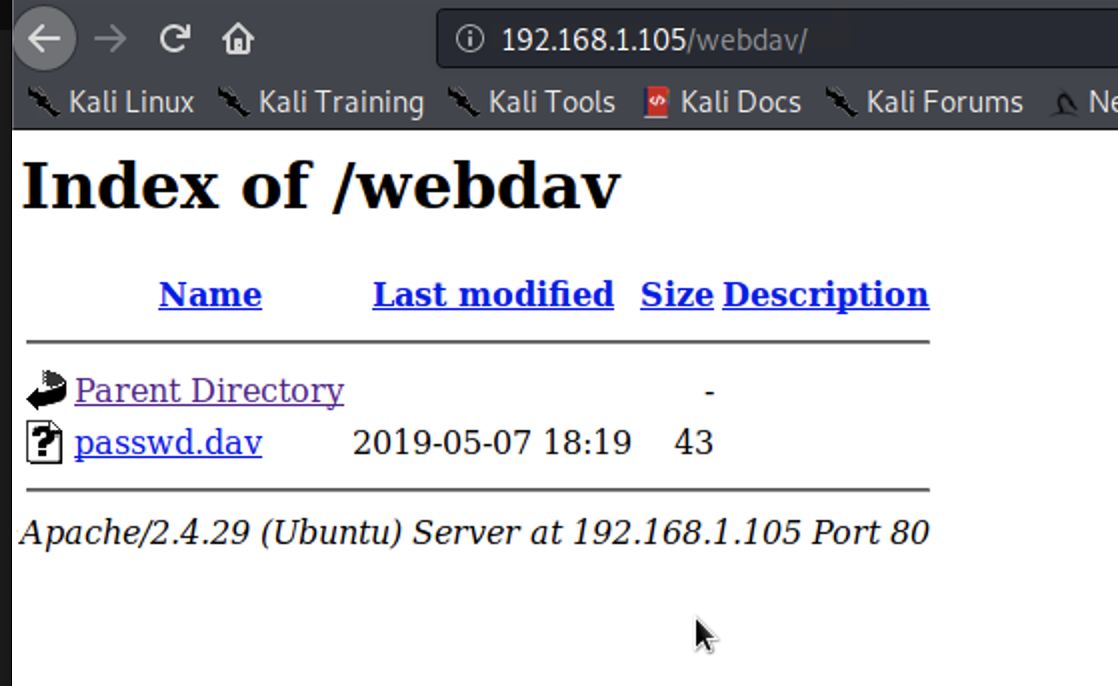 192.168.1.105/webdav/
Kali Linux Kali Training Kali Tools Kali Docs Kali Forums Ne
Index of /webdav
Name Last modified Size Description
Parent Directory -
passwd.dav 2019-05-07 18:19 43
Apache/2.4.29 (Ubuntu) Server at 192.168.1.105 Port 80